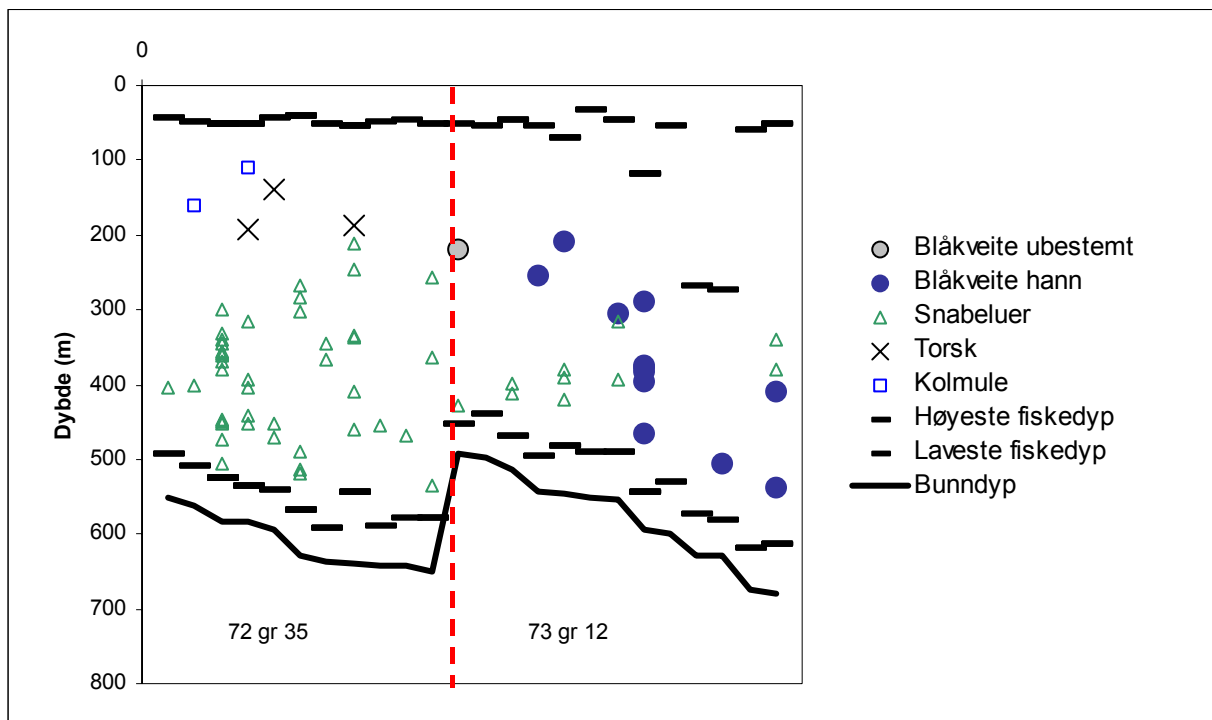 0
0
100
200
300
400
500
600
700
800
Dybde (m)
72 gr 35
73 gr 12
Blåkveite ubestemt
Blåkveite hann
Snabeluer
Torsk
Kolmule
Høyeste fiskedyp
Laveste fiskedyp
Bunndyp